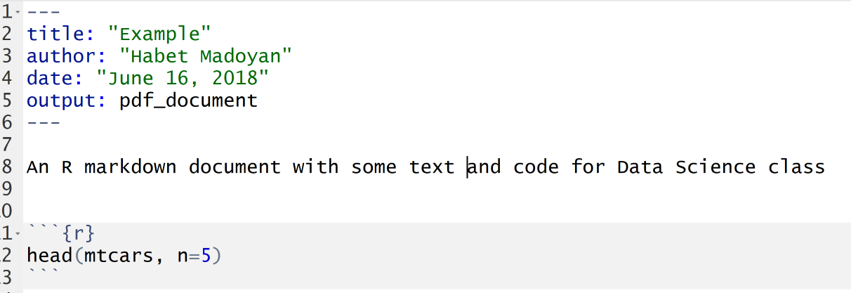 1 ---
2 title: "Example"
3 author: "Habet Madoyan"
4 date: "June 16, 2018"
5 output: pdf_document
6 ---
7
8 An R markdown document with some text and code for Data Science class
9
0
1 ```{r}
2 head(mtcars, n=5)
3 ```